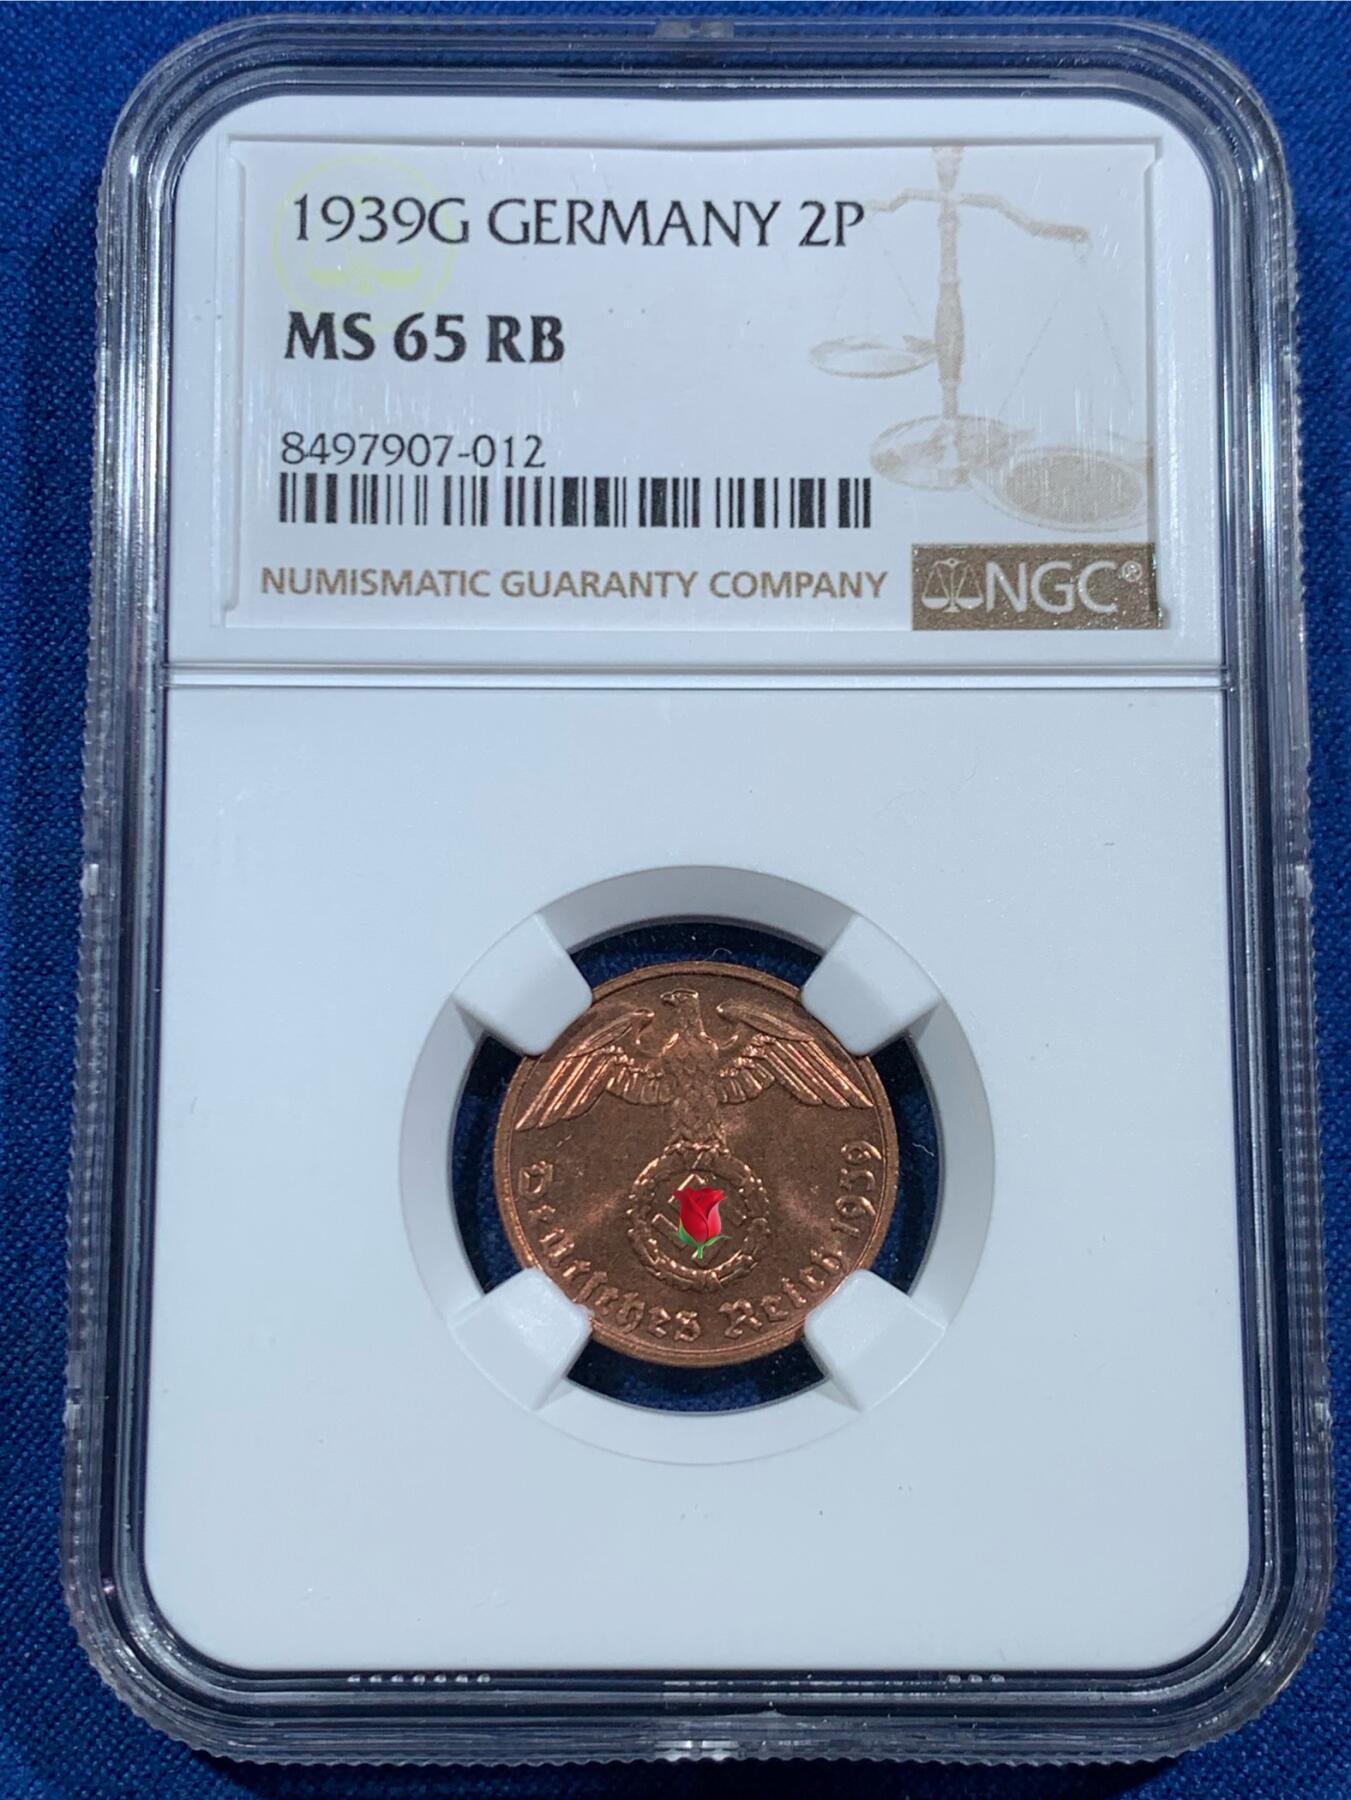 1939G GERMANY 2P
MS 65 RB
8497907-012
NUMISMATIC GUARANTY COMPANY
NGC®
Deutsches Reich 1939